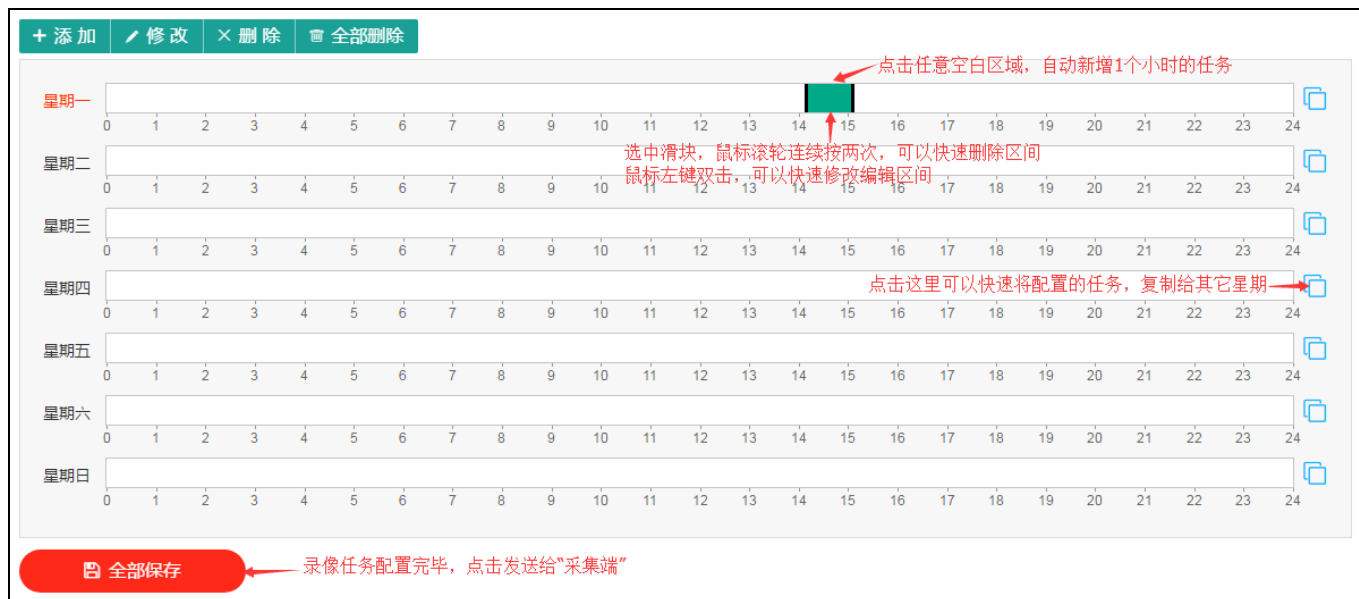 添加 修改 删除 全部删除
点击任意空白区域，自动新增1个小时的任务
星期一
0 1 2 3 4 5 6 7 8 9 10 11 12 13 14 15 16 17 18 19 20 21 22 23 24
选中滑块，鼠标滚轮连续按两次，可以快速删除区间
星期二
鼠标左键双击，可以快速修改编辑区间
0 1 2 3 4 5 6 7 8 9 10 11 12 13 14 15 16 17 18 19 20 21 22 23 24
星期三
0 1 2 3 4 5 6 7 8 9 10 11 12 13 14 15 16 17 18 19 20 21 22 23 24
星期四 点击这里可以快速将配置的任务，复制给其它星期
0 1 2 3 4 5 6 7 8 9 10 11 12 13 14 15 16 17 18 19 20 21 22 23 24
星期五
0 1 2 3 4 5 6 7 8 9 10 11 12 13 14 15 16 17 18 19 20 21 22 23 24
星期六
0 1 2 3 4 5 6 7 8 9 10 11 12 13 14 15 16 17 18 19 20 21 22 23 24
星期日
0 1 2 3 4 5 6 7 8 9 10 11 12 13 14 15 16 17 18 19 20 21 22 23 24
全部保存 录像任务配置完毕，点击发送给“采集端”